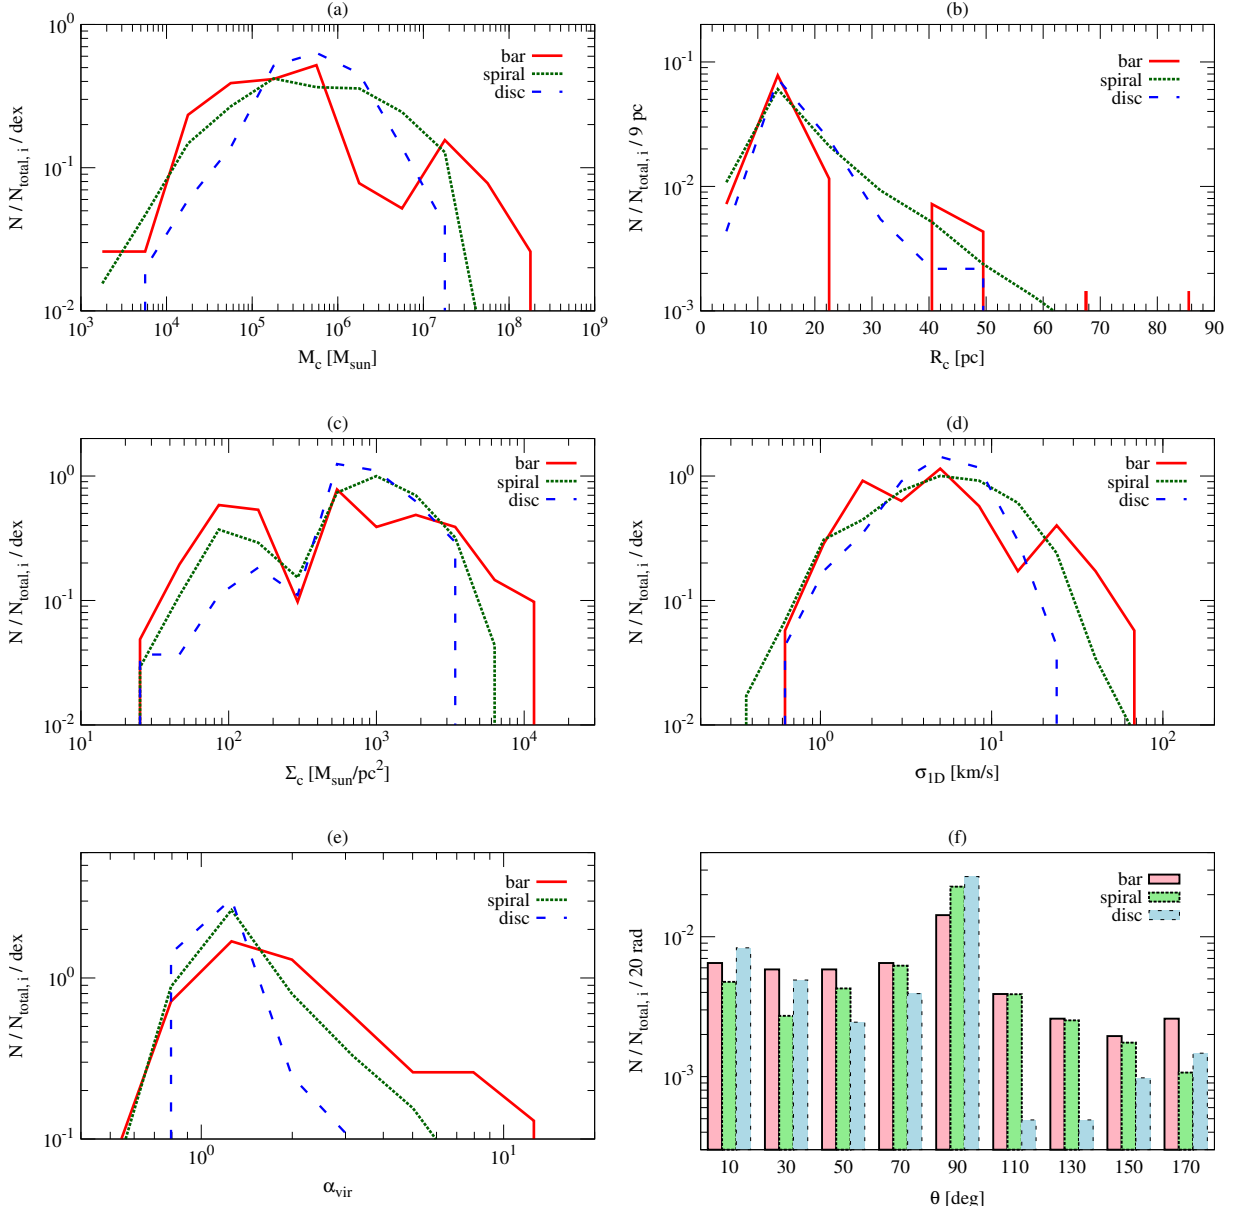 (a)
10^0
10^-1
10^-2
N / N_total, i / dex
bar
spiral
disc
10^3 10^4 10^5 10^6 10^7 10^8 10^9
M_c [M_sun]
(b)
10^-1
10^-2
10^-3
N / N_total, i / 9 pc
bar
spiral
disc
0 10 20 30 40 50 60 70 80 90
R_c [pc]
(c)
10^0
10^-1
10^-2
N / N_total, i / dex
bar
spiral
disc
10^1 10^2 10^3 10^4
Σ_c [M_sun/pc^2]
(d)
10^0
10^-1
10^-2
N / N_total, i / dex
bar
spiral
disc
10^0 10^1 10^2
σ_1D [km/s]
(e)
10^0
10^-1
N / N_total, i / dex
bar
spiral
disc
10^0 10^1
α_vir
(f)
10^-2
10^-3
N / N_total, i / 20 rad
bar
spiral
disc
10 30 50 70 90 110 130 150 170
θ [deg]